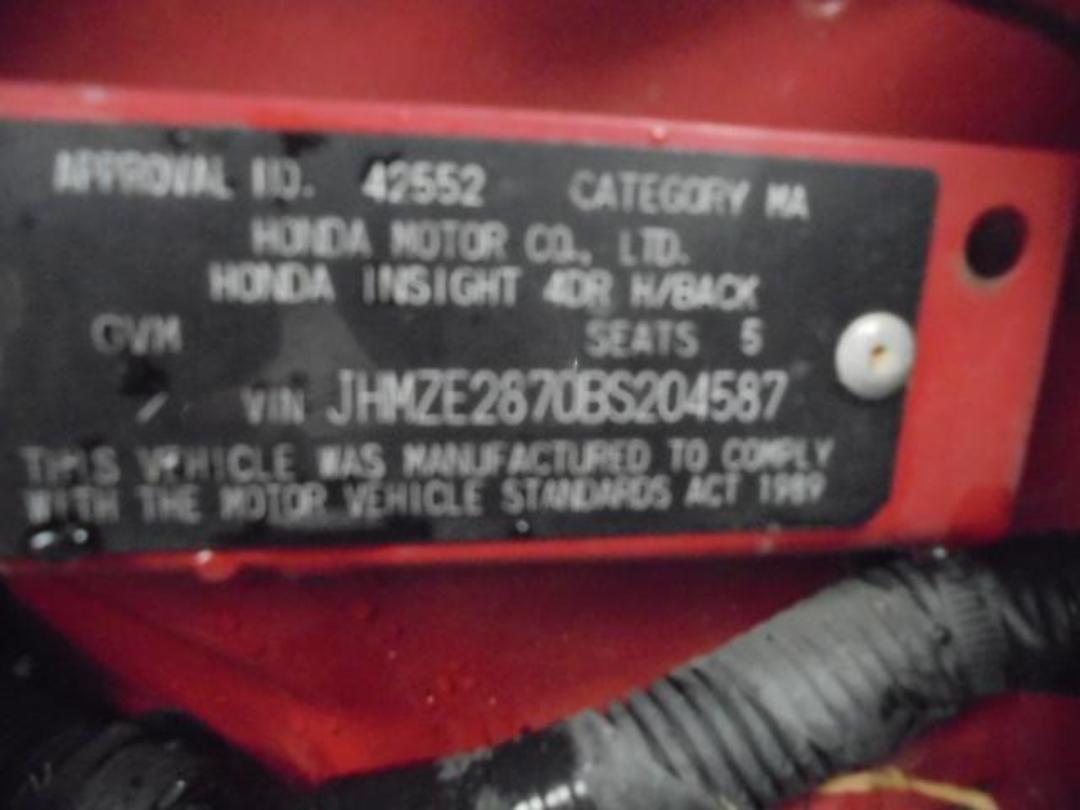 APPROVAL NO. 42552 CATEGORY MA
HONDA MOTOR CO., LTD.
HONDA INSIGHT 4DR H/BACK
GVM SEATS 5
VIN JHMZE2870BS204587
THIS VEHICLE WAS MANUFACTURED TO COMPLY
WITH THE MOTOR VEHICLE STANDARDS ACT 1989